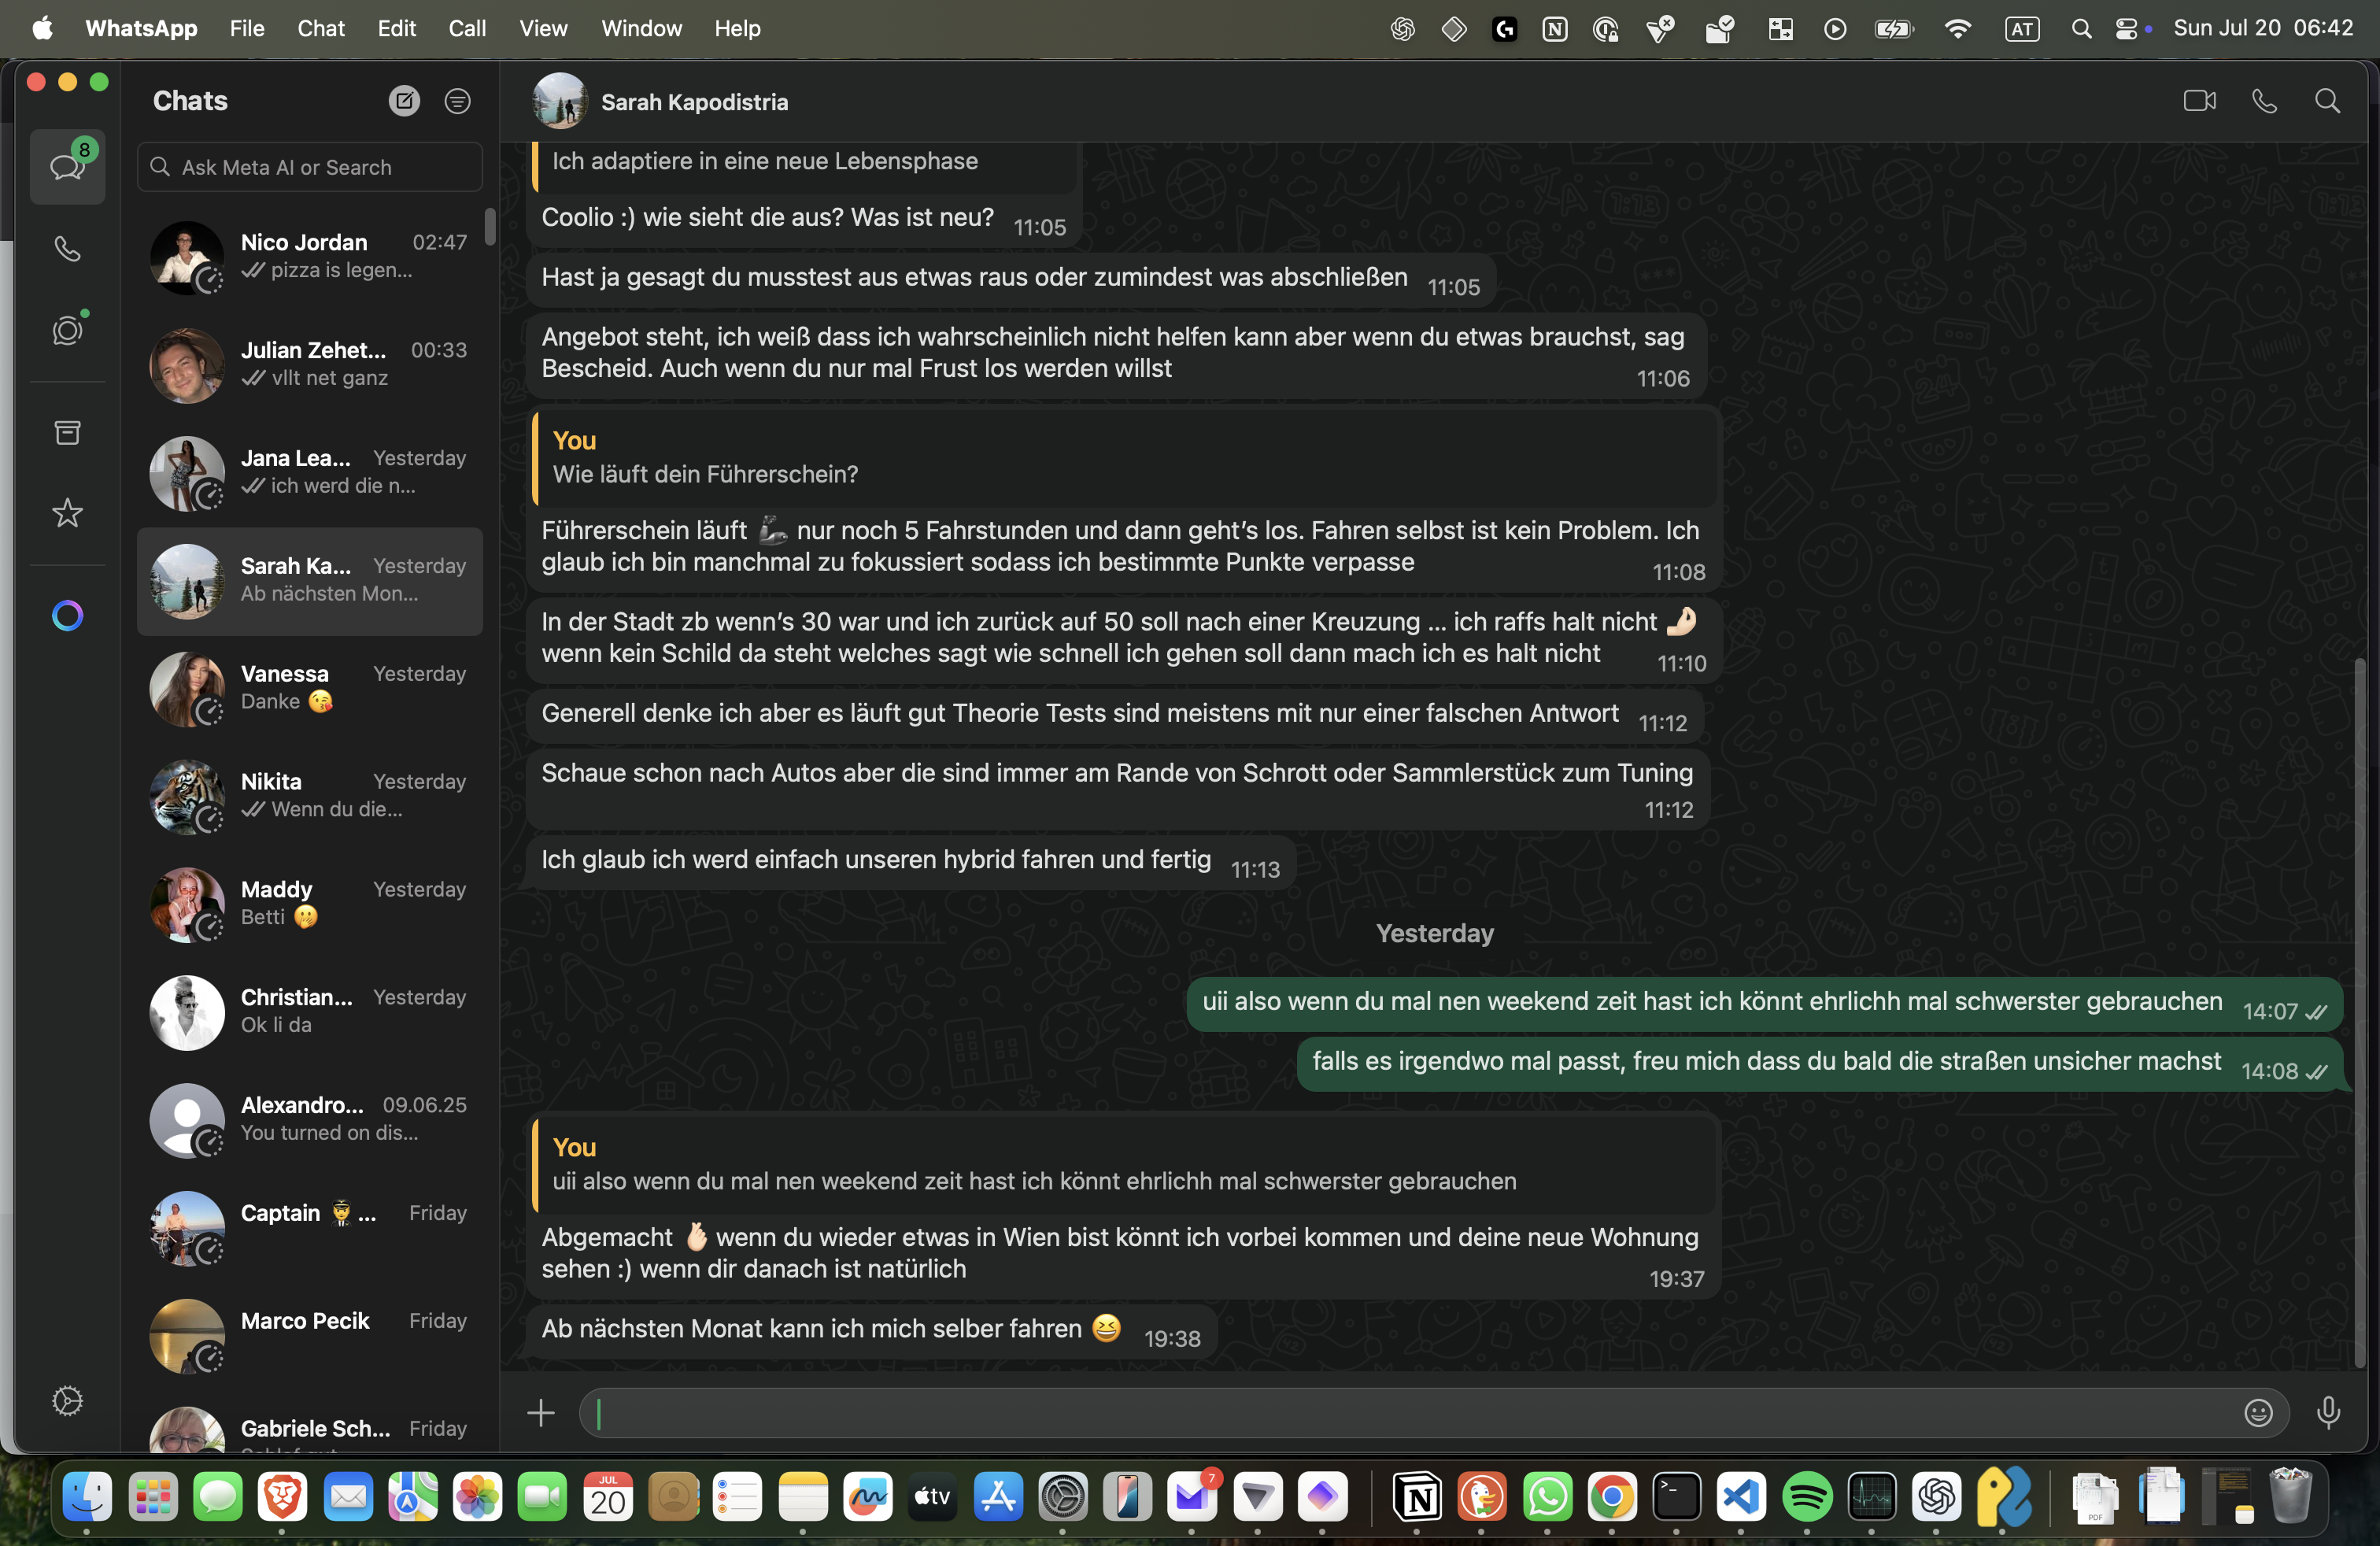 WhatsApp File Chat Edit Call View Window Help
AT
Sun Jul 20 06:42
8
Chats
Ask Meta AI or Search
Nico Jordan 02:47
pizza is legen...
Julian Zehet... 00:33
vllt net ganz
Jana Lea... Yesterday
ich werd die n...
Sarah Ka... Yesterday
Ab nächsten Mon...
Vanessa Yesterday
Danke 😘
Nikita Yesterday
Wenn du die...
Maddy Yesterday
Betti 🤭
Christian... Yesterday
Ok li da
Alexandro... 09.06.25
You turned on dis...
Captain ... Friday
Marco Pecik Friday
Gabriele Sch... Friday
Sarah Kapodistria
Ich adaptiere in eine neue Lebensphase
Coolio :) wie sieht die aus? Was ist neu? 11:05
Hast ja gesagt du musstest aus etwas raus oder zumindest was abschließen 11:05
Angebot steht, ich weiß dass ich wahrscheinlich nicht helfen kann aber wenn du etwas brauchst, sag
Bescheid. Auch wenn du nur mal Frust los werden willst 11:06
You
Wie läuft dein Führerschein?
Führerschein läuft 🦾 nur noch 5 Fahrstunden und dann geht’s los. Fahren selbst ist kein Problem. Ich
glaub ich bin manchmal zu fokussiert sodass ich bestimmte Punkte verpasse 11:08
In der Stadt zb wenn’s 30 war und ich zurück auf 50 soll nach einer Kreuzung ... ich raffs halt nicht 🤌🏻
wenn kein Schild da steht welches sagt wie schnell ich gehen soll dann mach ich es halt nicht 11:10
Generell denke ich aber es läuft gut Theorie Tests sind meistens mit nur einer falschen Antwort 11:12
Schaue schon nach Autos aber die sind immer am Rande von Schrott oder Sammlerstück zum Tuning
11:12
Ich glaub ich werd einfach unseren hybrid fahren und fertig 11:13
Yesterday
uii also wenn du mal nen weekend zeit hast ich könnt ehrlichh mal schwerster gebrauchen 14:07
falls es irgendwo mal passt, freu mich dass du bald die straßen unsicher machst 14:08
You
uii also wenn du mal nen weekend zeit hast ich könnt ehrlichh mal schwerster gebrauchen
Abgemacht 🫰🏻 wenn du wieder etwas in Wien bist könnt ich vorbei kommen und deine neue Wohnung
sehen :) wenn dir danach ist natürlich 19:37
Ab nächsten Monat kann ich mich selber fahren 😆 19:38
JUL
20
tv
7
PDF